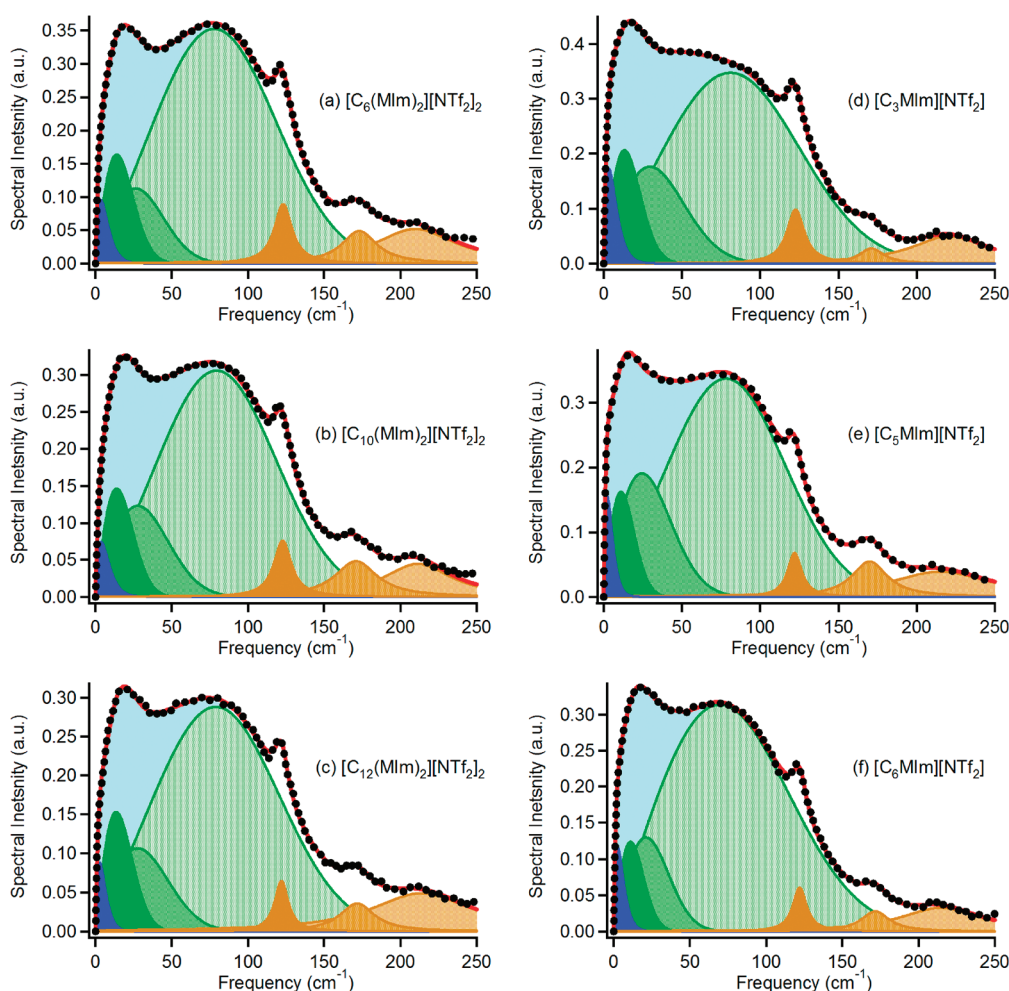 Spectral Inetsnity (a.u.)
0.35
0.30
0.25
0.20
0.15
0.10
0.05
0.00
(a) [C₆(MIm)₂][NTf₂]₂
0 50 100 150 200 250
Frequency (cm⁻¹)
Spectral Inetsnity (a.u.)
0.4
0.3
0.2
0.1
0.0
(d) [C₃MIm][NTf₂]
0 50 100 150 200 250
Frequency (cm⁻¹)
Spectral Inetsnity (a.u.)
0.30
0.25
0.20
0.15
0.10
0.05
0.00
(b) [C₁₀(MIm)₂][NTf₂]₂
0 50 100 150 200 250
Frequency (cm⁻¹)
Spectral Inetsnity (a.u.)
0.3
0.2
0.1
0.0
(e) [C₅MIm][NTf₂]
0 50 100 150 200 250
Frequency (cm⁻¹)
Spectral Inetsnity (a.u.)
0.30
0.25
0.20
0.15
0.10
0.05
0.00
(c) [C₁₂(MIm)₂][NTf₂]₂
0 50 100 150 200 250
Frequency (cm⁻¹)
Spectral Inetsnity (a.u.)
0.30
0.25
0.20
0.15
0.10
0.05
0.00
(f) [C₆MIm][NTf₂]
0 50 100 150 200 250
Frequency (cm⁻¹)